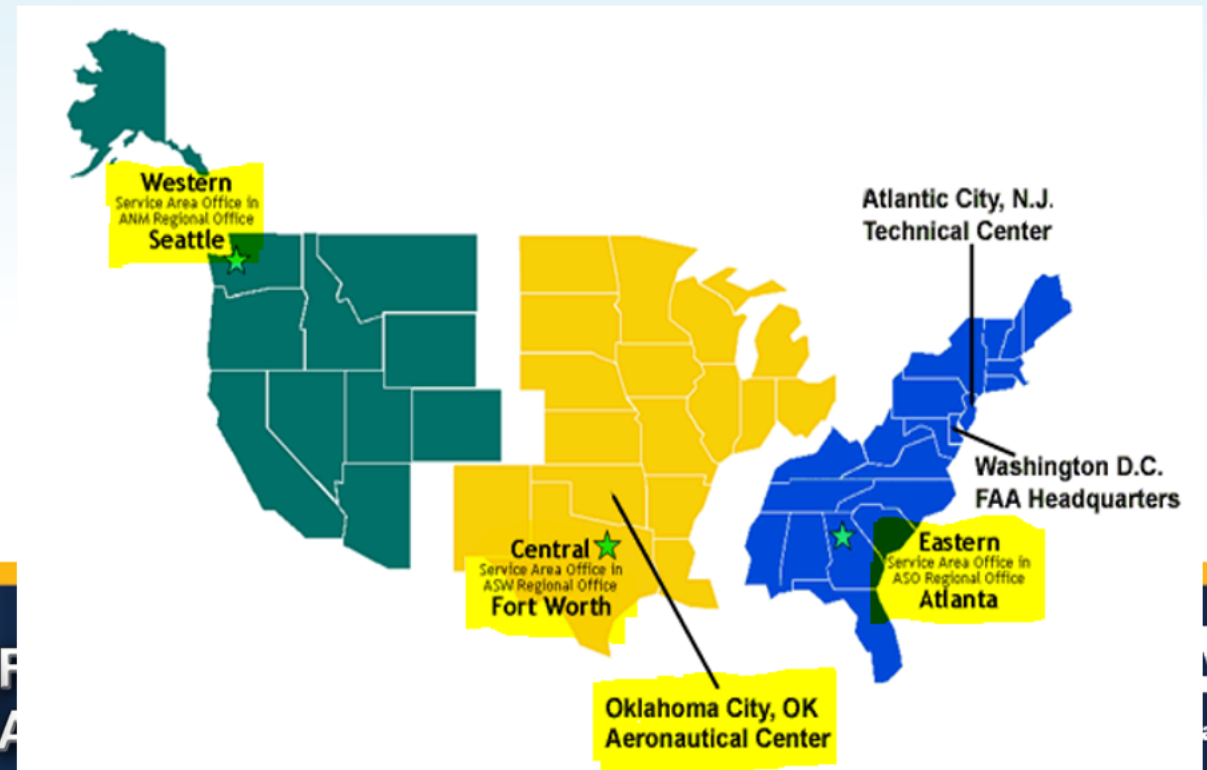 Western
Service Area Office in
ANM Regional Office
Seattle
Atlantic City, N.J.
Technical Center
Washington D.C.
FAA Headquarters
Central
Service Area Office in
ASW Regional Office
Fort Worth
Eastern
Service Area Office in
ASO Regional Office
Atlanta
Oklahoma City, OK
Aeronautical Center